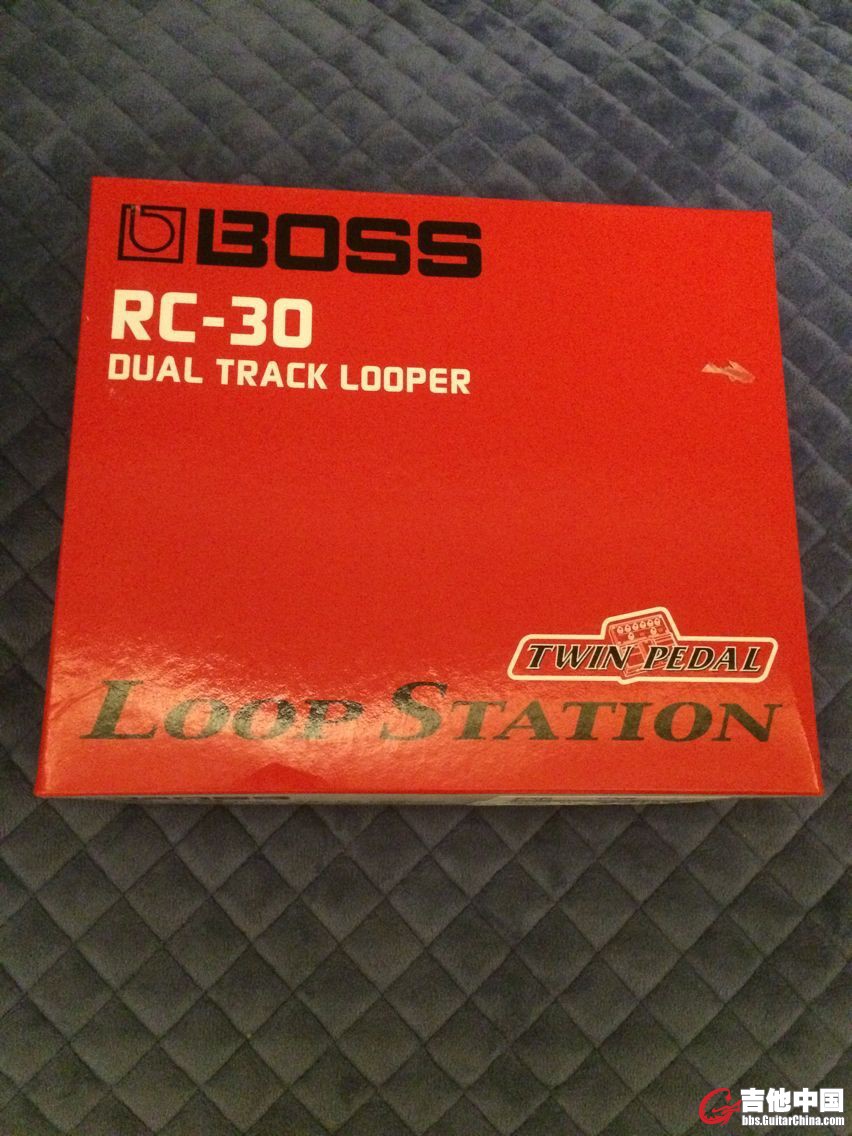 BOSS
RC-30
DUAL TRACK LOOPER
TWIN PEDAL
LOOP STATION
吉他中国
bbs.GuitarChina.com